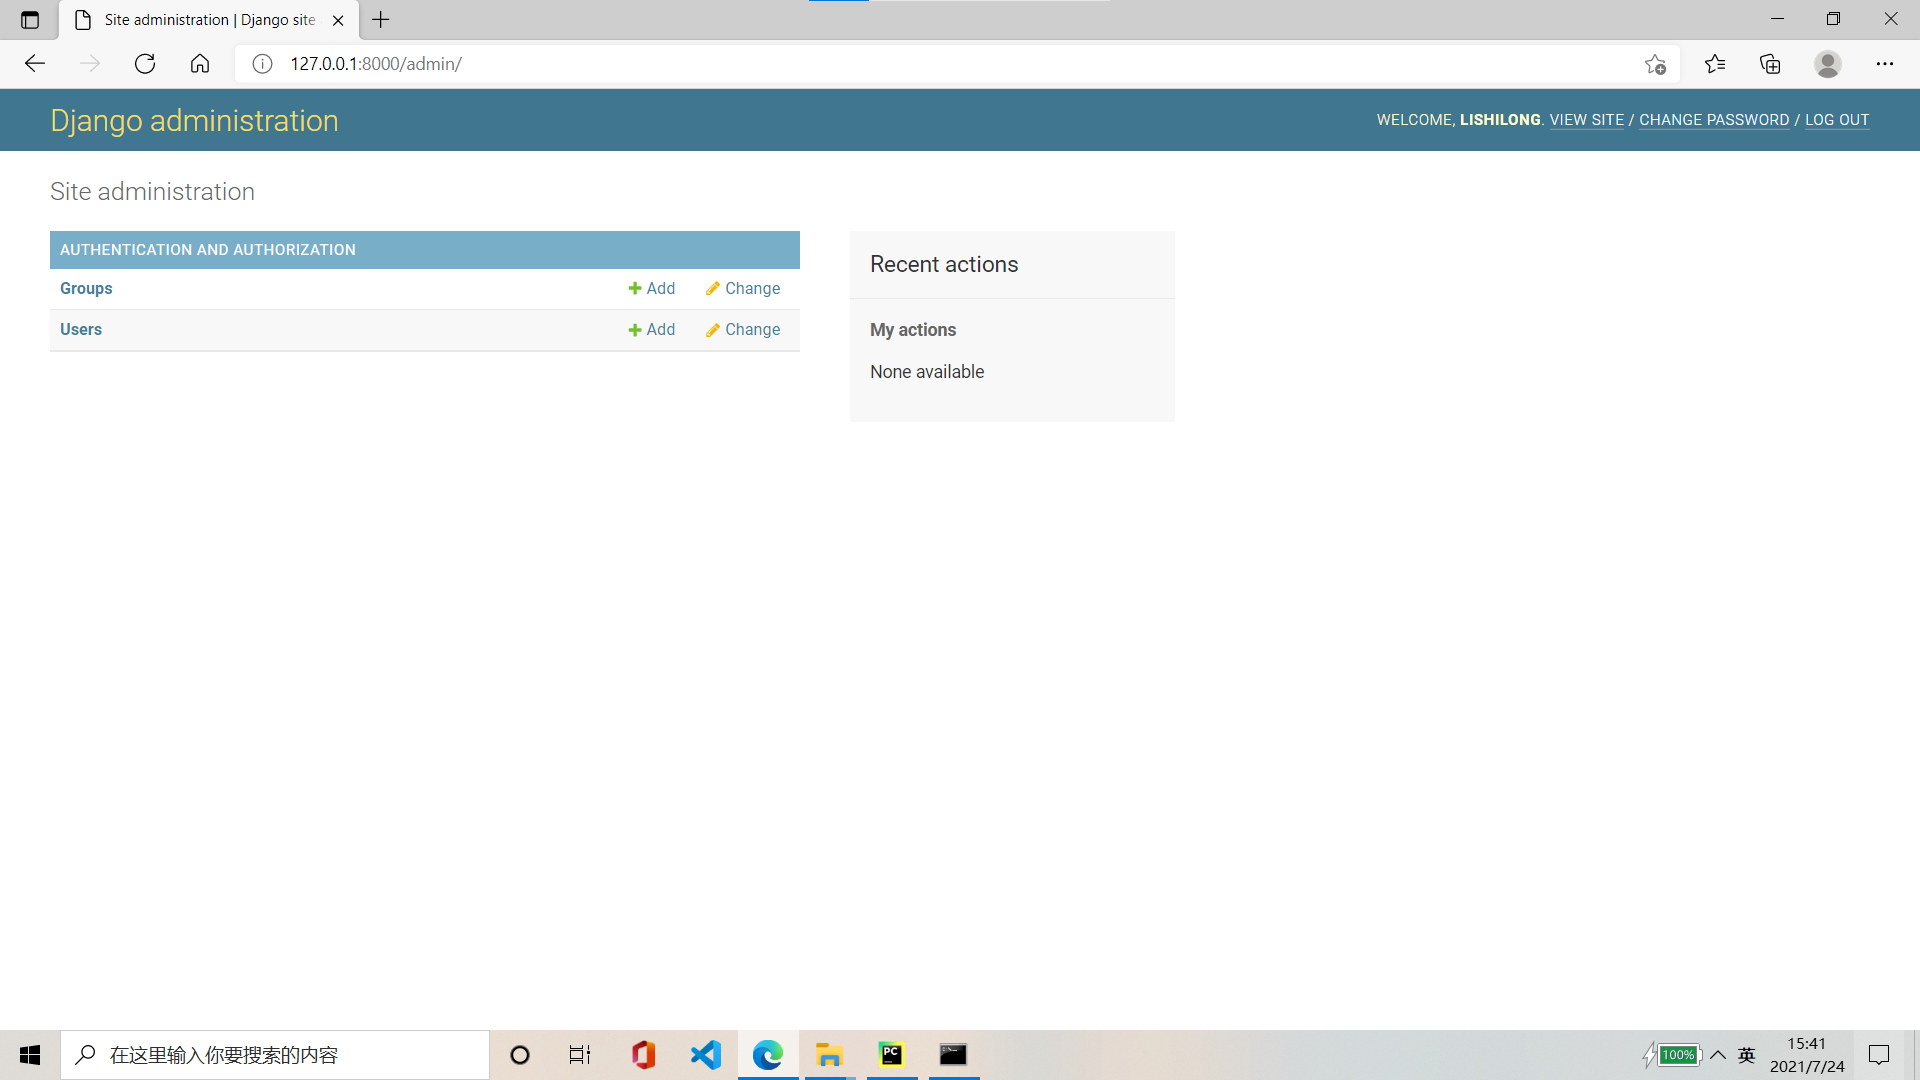 Site administration | Django site
127.0.0.1:8000/admin/
Django administration
WELCOME, LISHILONG. VIEW SITE / CHANGE PASSWORD / LOG OUT
Site administration
AUTHENTICATION AND AUTHORIZATION
Groups Add Change
Users Add Change
Recent actions
My actions
None available
在这里输入你要搜索的内容
PC
100%
英
15:41
2021/7/24